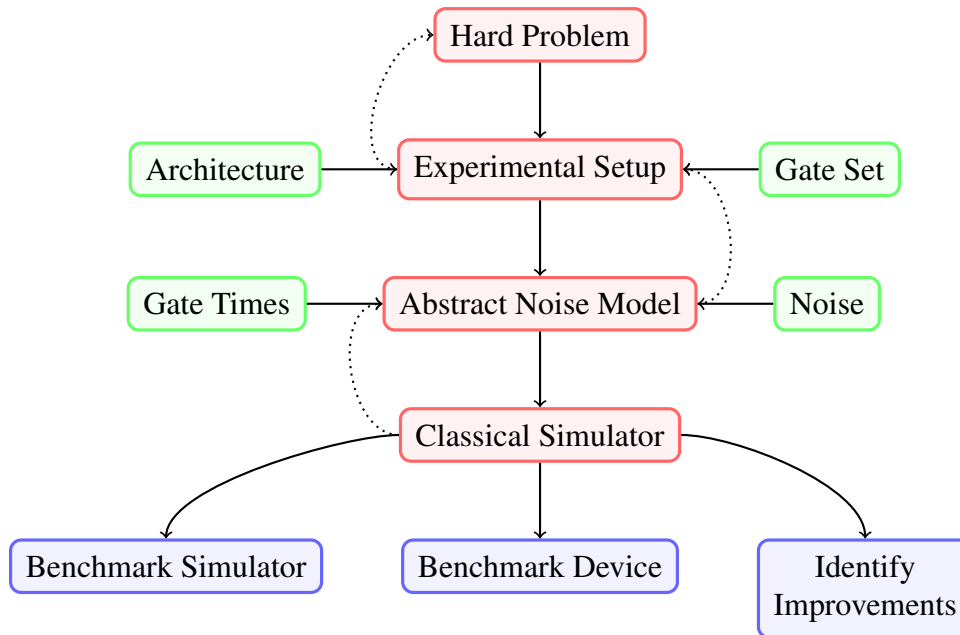 Hard Problem
Architecture
Experimental Setup
Gate Set
Gate Times
Abstract Noise Model
Noise
Classical Simulator
Benchmark Simulator
Benchmark Device
Identify
Improvements